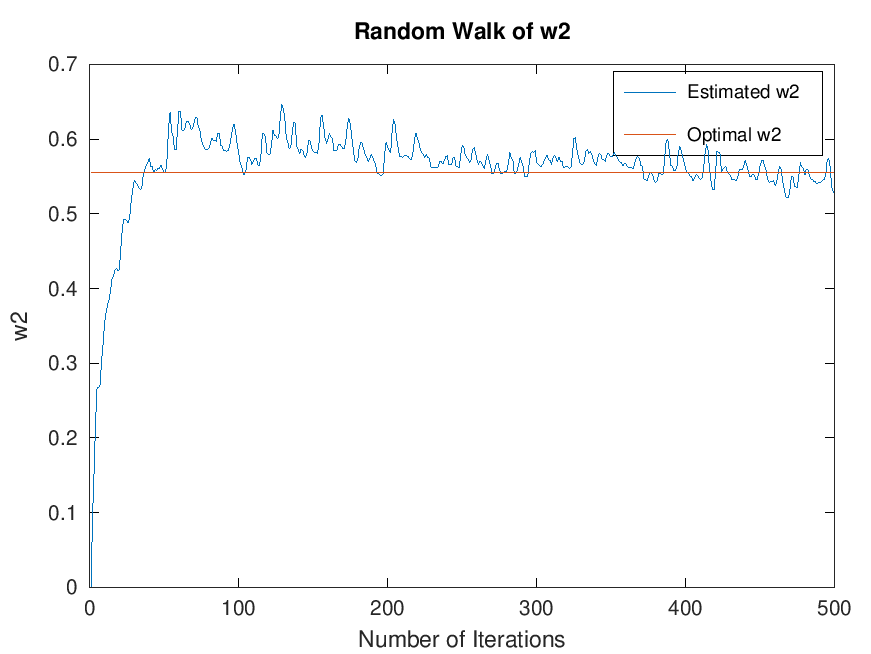 Random Walk of w2
0.7
0.6
0.5
0.4
0.3
0.2
0.1
0
w2
Estimated w2
Optimal w2
0 100 200 300 400 500
Number of Iterations